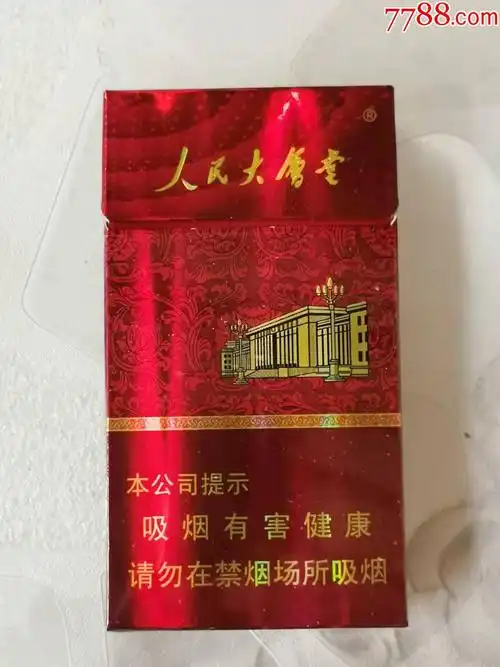 7788.com
人民大會堂
®
本公司提示
吸烟有害健康
请勿在禁烟场所吸烟